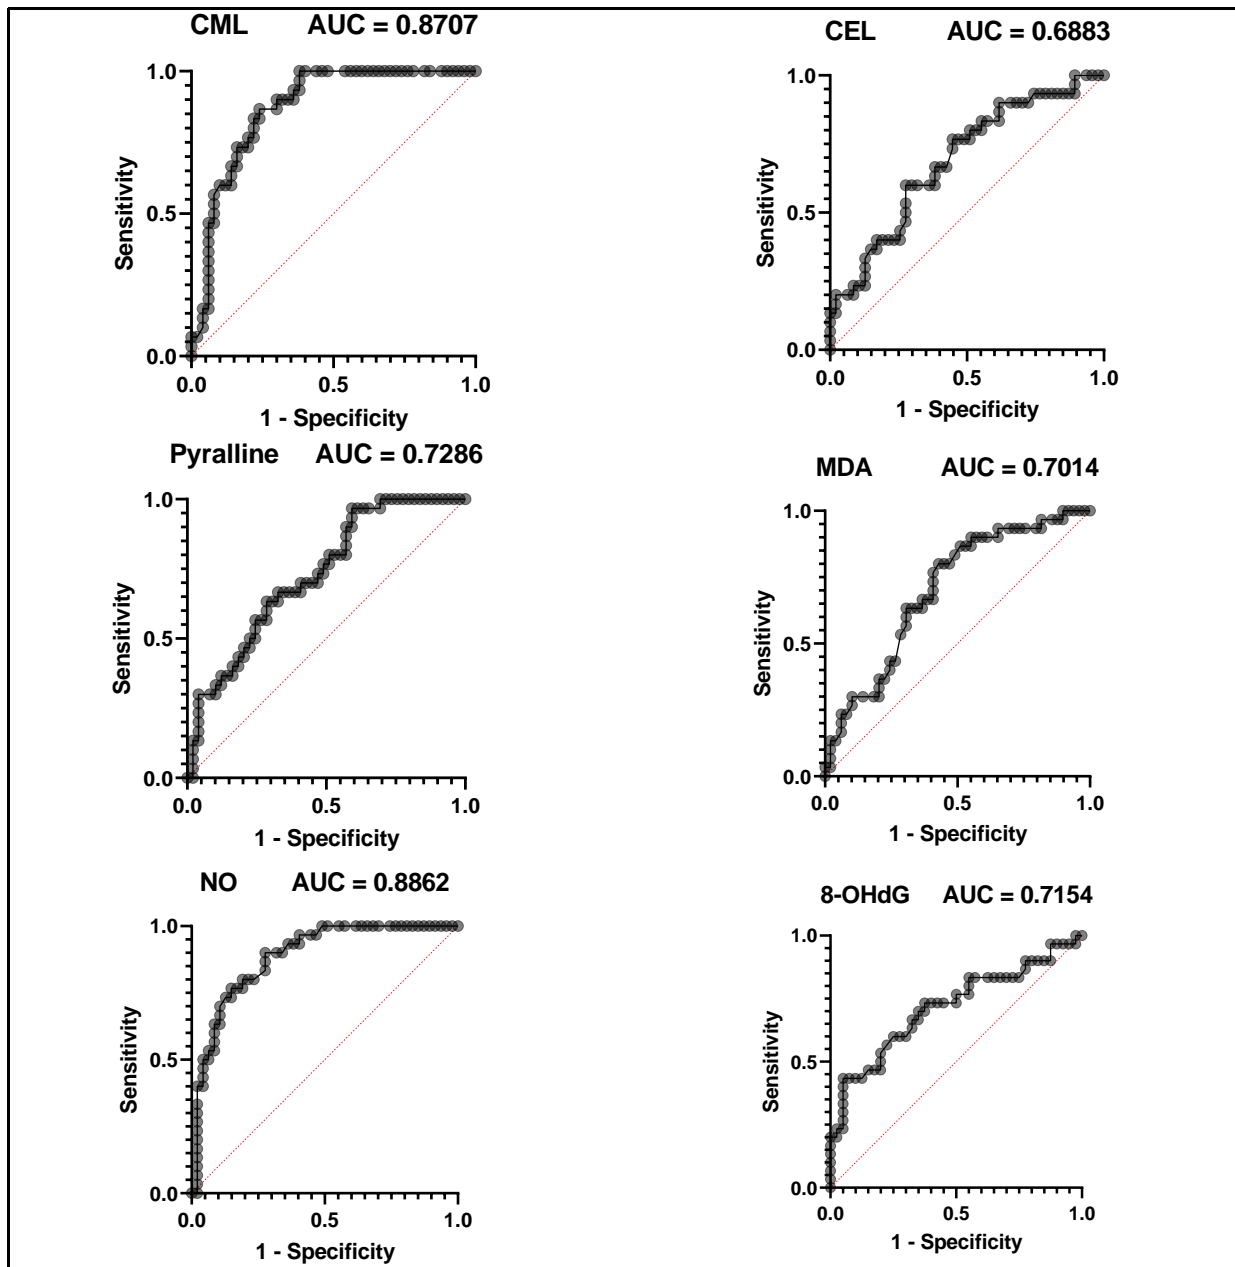 CML AUC = 0.8707
1.0
0.5
1.0
0.0 0.5 1.0
Sensitivity
1 - Specificity
CEL AUC = 0.6883
1.0
0.5
1.0
0.0 0.5 1.0
Sensitivity
1 - Specificity
Pyralline AUC = 0.7286
1.0
0.5
0.0
0.0 0.5 1.0
Sensitivity
1 - Specificity
MDA AUC = 0.7014
1.0
0.5
0.0
0.0 0.5 1.0
Sensitivity
1 - Specificity
NO AUC = 0.8862
1.0
0.5
1.0
0.0 0.5 1.0
Sensitivity
1 - Specificity
8-OHdG AUC = 0.7154
1.0
0.5
1.0
0.0 0.5 1.0
Sensitivity
1 - Specificity